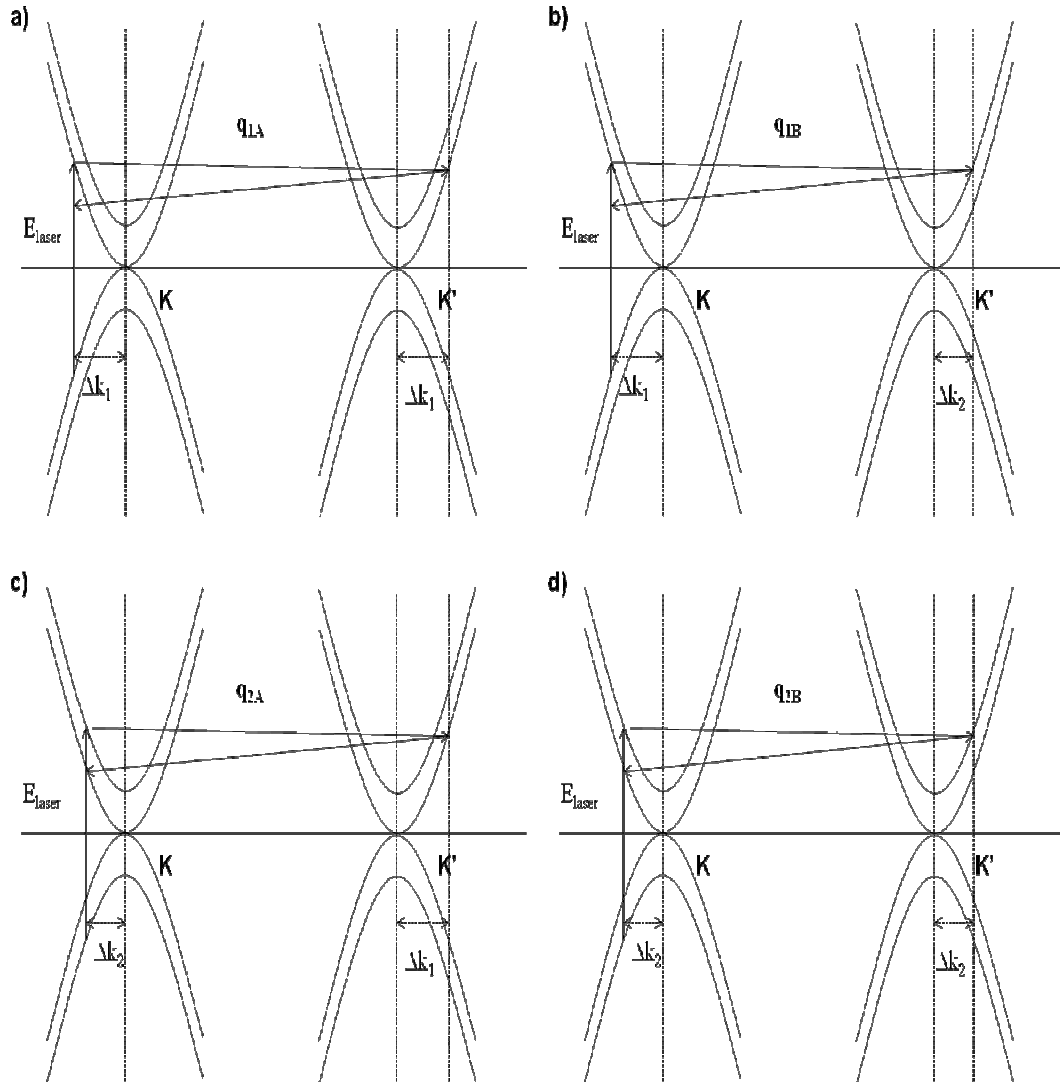 a)
q1A
Elaser
K
K'
Δk1
Δk1
b)
q1B
Elaser
K
K'
Δk1
Δk2
c)
q2A
Elaser
K
K'
Δk2
Δk1
d)
q2B
Elaser
K
K'
Δk2
Δk2